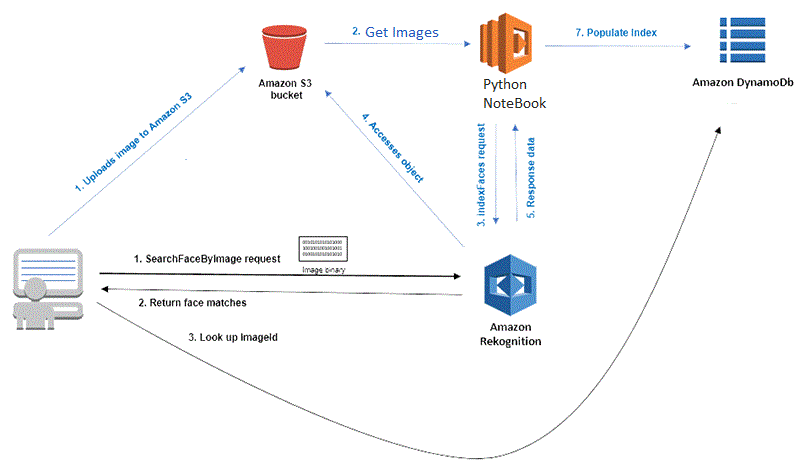 2. Get Images
7. Populate Index
Amazon S3
bucket
Python
NoteBook
Amazon DynamoDb
1. Uploads image to Amazon S3
4. Accesses object
3. indexFaces request
5. Response data
1. SearchFaceByImage request
Image binary
2. Return face matches
3. Look up ImageId
Amazon
Rekognition